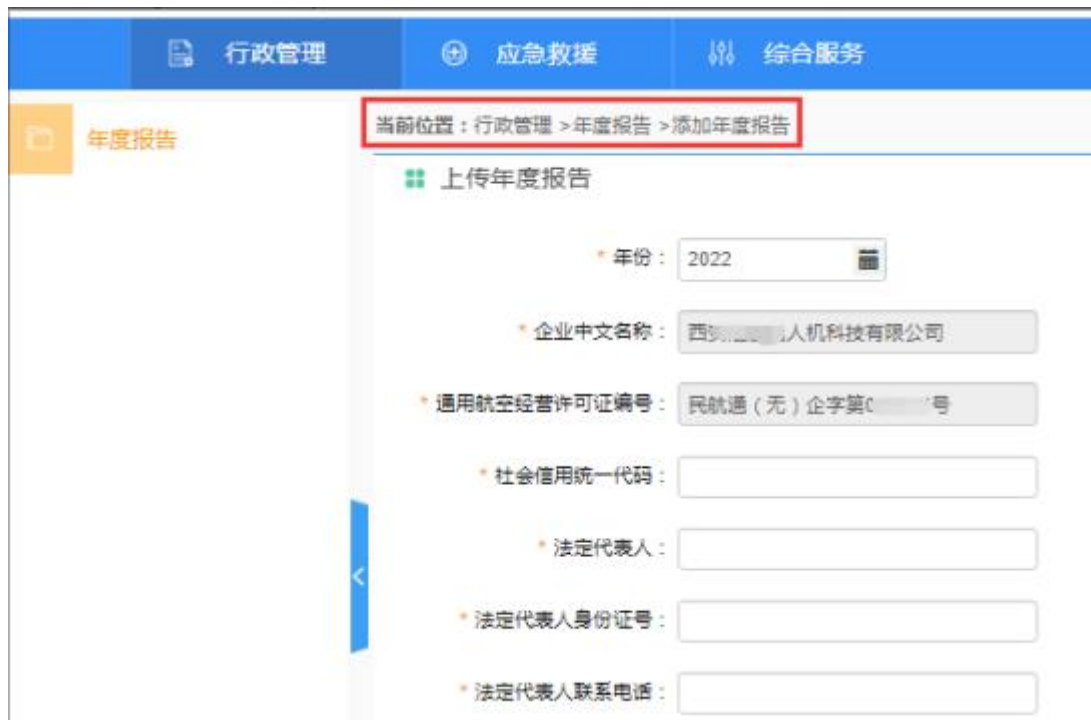 行政管理 应急救援 综合服务
年度报告
当前位置：行政管理 >年度报告 >添加年度报告
上传年度报告
* 年份： 2022
* 企业中文名称： 西 人机科技有限公司
* 通用航空经营许可证编号： 民航通（无）企字第0 号
* 社会信用统一代码：
* 法定代表人：
* 法定代表人身份证号：
* 法定代表人联系电话：